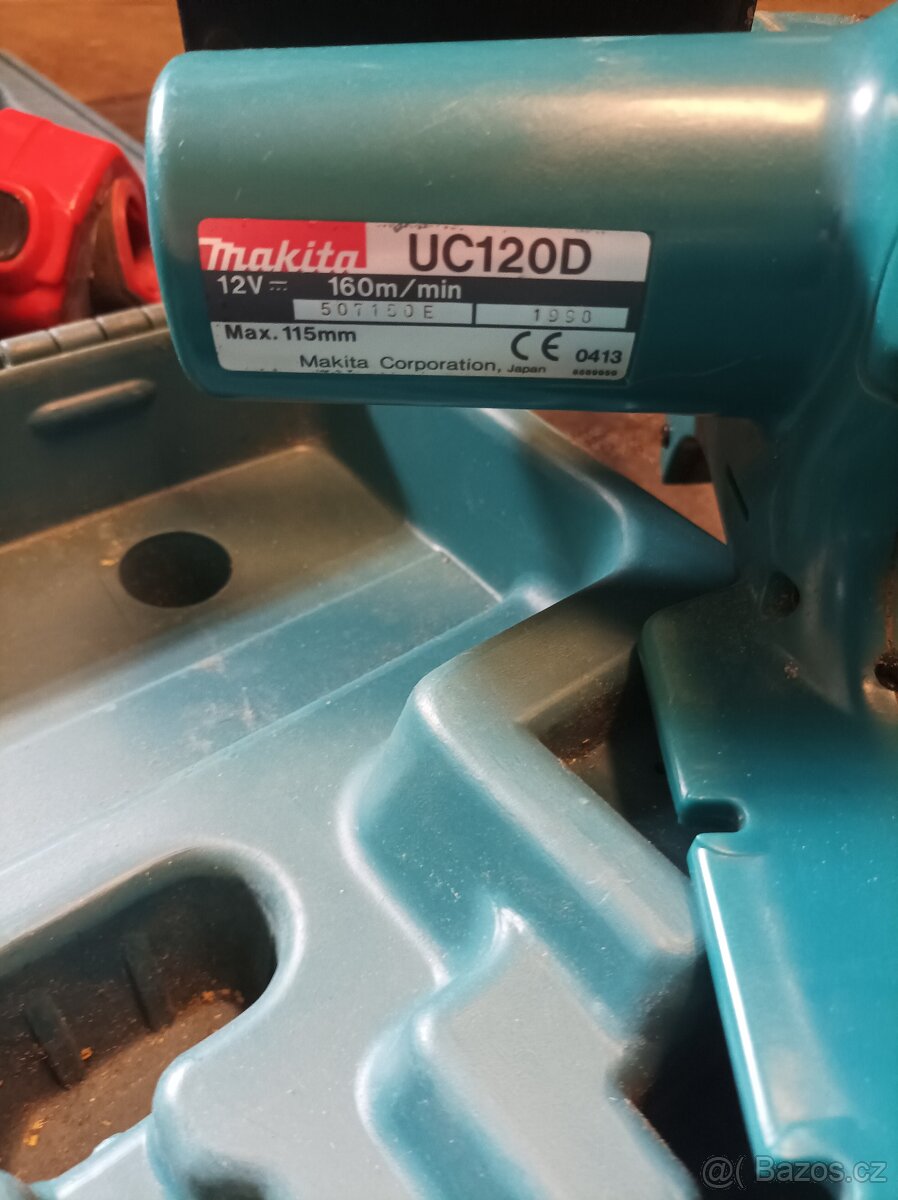 makita UC120D
12V ⎓ 160m/min
507150E 1998
Max. 115mm
CE 0413
Makita Corporation, Japan
@( Bazos.cz